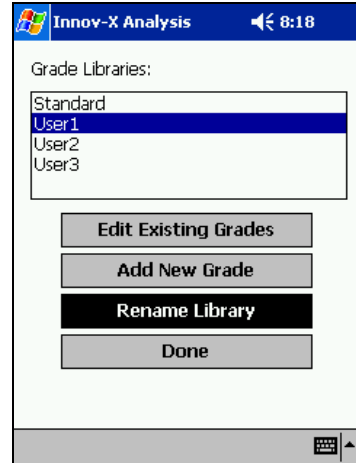 Innov-X Analysis 8:18
Grade Libraries:
Standard
User1
User2
User3
Edit Existing Grades
Add New Grade
Rename Library
Done